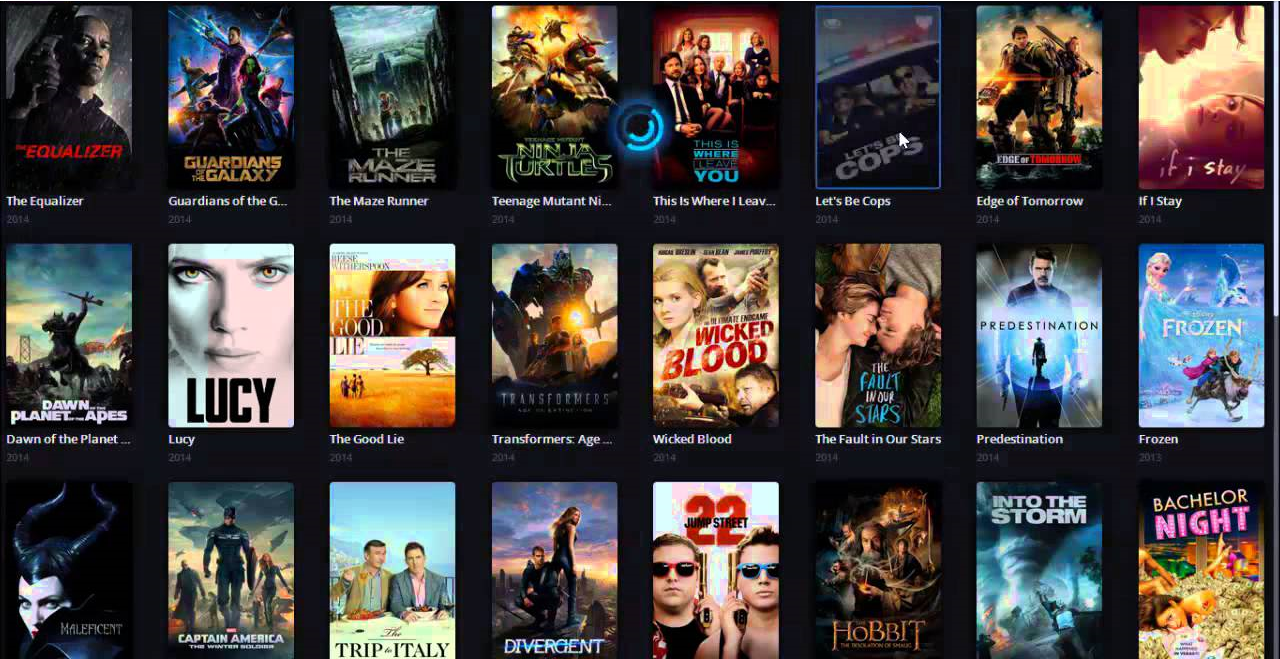 THE EQUALIZER
GUARDIANS
OF THE
GALAXY
THE
MAZE
RUNNER
TEENAGE MUTANT
NINJA
TURTLES
THIS IS
WHERE
I LEAVE
YOU
LET'S BE
COPS
EDGE OF TOMORROW
if i stay
The Equalizer
Guardians of the G...
The Maze Runner
Teenage Mutant Ni...
This Is Where I Leav...
Let's Be Cops
Edge of Tomorrow
If I Stay
2014
2014
2014
2014
2014
2014
2014
2014
DAWN OF THE
PLANET OF THE APES
LUCY
REESE
WITHERSPOON
THE
GOOD
LIE
TRANSFORMERS
AGE OF EXTINCTION
ABIGAIL BRESLIN SEAN BEAN JAMES PUREFOY
THE ULTIMATE ENDGAME
WICKED
BLOOD
THE
FAULT
IN OUR
STARS
PREDESTINATION
Disney
FROZEN
Dawn of the Planet ...
Lucy
The Good Lie
Transformers: Age ...
Wicked Blood
The Fault in Our Stars
Predestination
Frozen
2014
2014
2014
2014
2014
2014
2014
2013
MALEFICENT
MARVEL
CAPTAIN AMERICA
THE WINTER SOLDIER
The
TRIP to ITALY
DIVERGENT
22
JUMP STREET
THE
HOBBIT
THE DESOLATION OF SMAUG
INTO THE
STORM
BACHELOR
NIGHT
WHAT
HAPPENED
IN VEGAS?